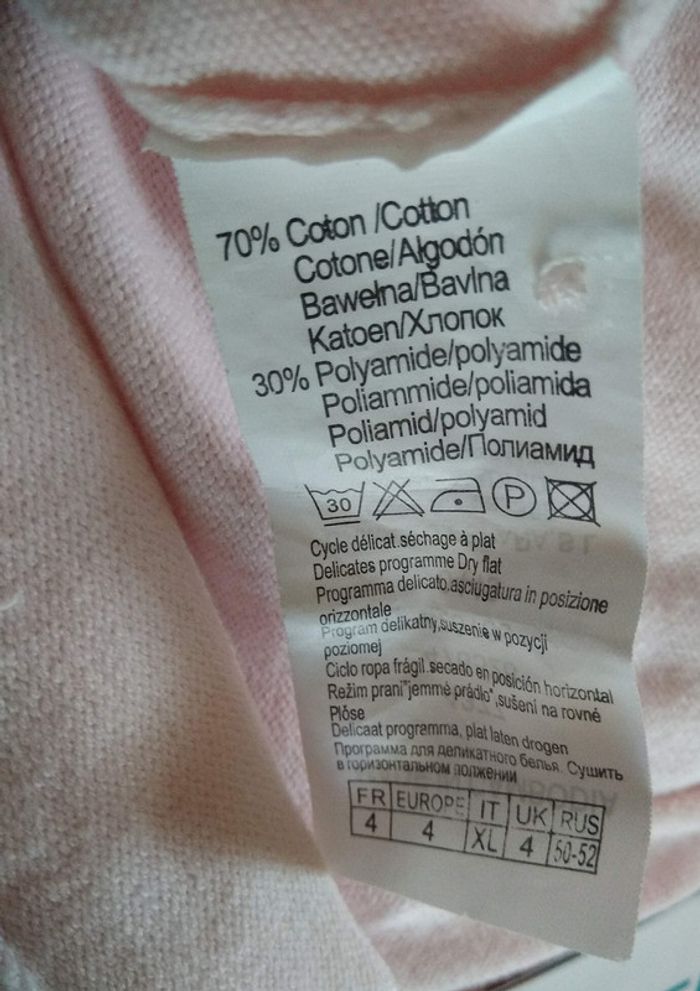 70% Coton /Cotton
Cotone/Algodón
Bawełna/Bavlna
Katoen/Хлопок
30% Polyamide/polyamide
Poliammide/poliamida
Poliamid/polyamid
Polyamide/Полиамид
30 P
Cycle délicat.séchage à plat
Delicates programme Dry flat
Programma delicato.asciugatura in posizione
orizzontale
Program delikatny,suszenie w pozycji
poziomej
Ciclo ropa frágil.secado en posición horizontal
Režim praní"jemmé prádlo",sušení na rovné
Plóse
Delicaat programma, plat laten drogen
Программа для деликатного белья. Сушить
в горизонтальном полжении
FR EUROPE IT UK RUS
4 4 XL 4 50-52